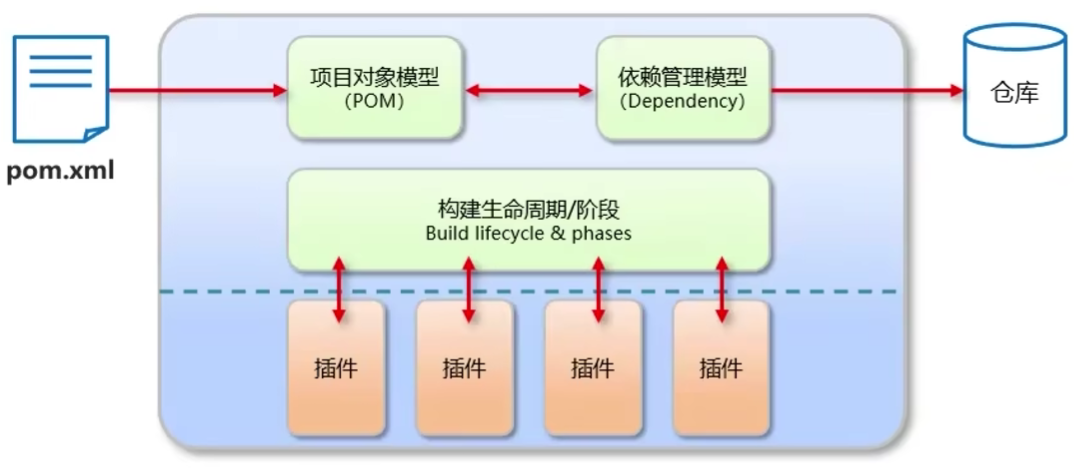 项目对象模型
（POM）
依赖管理模型
（Dependency）
仓库
pom.xml
构建生命周期/阶段
Build lifecycle & phases
插件
插件
插件
插件